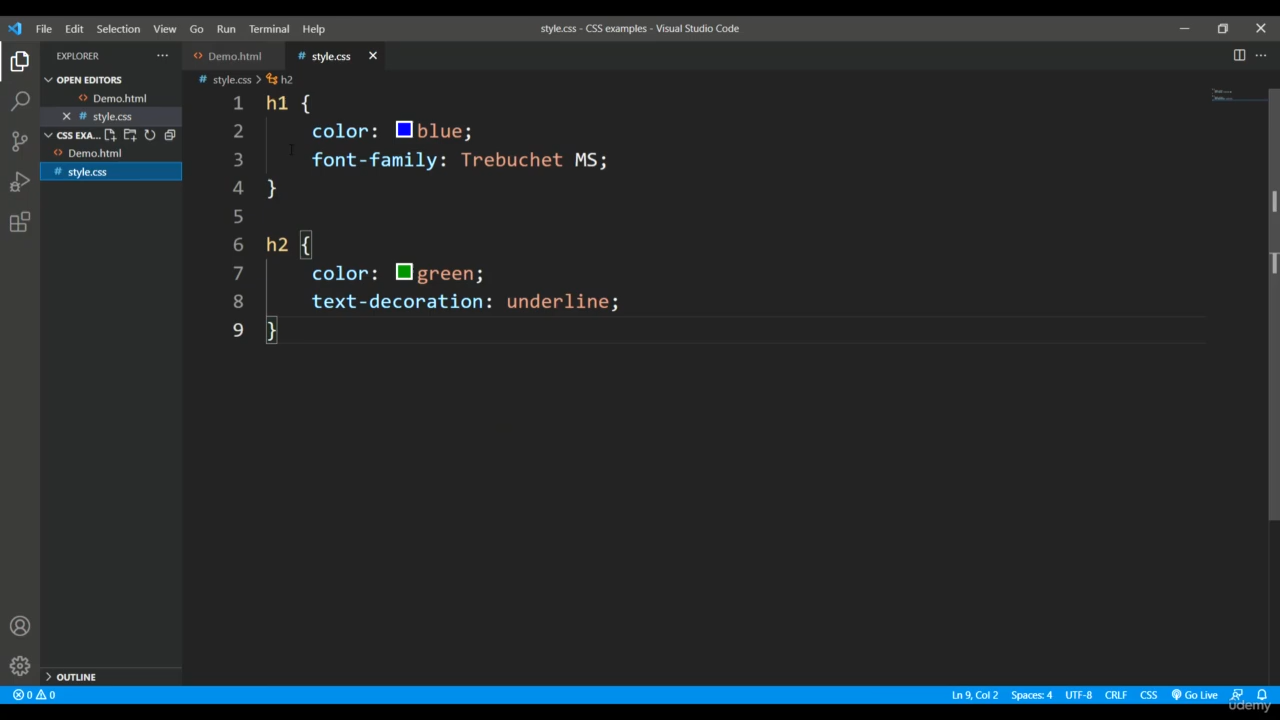 File Edit Selection View Go Run Terminal Help
style.css - CSS examples - Visual Studio Code
EXPLORER
OPEN EDITORS
Demo.html
style.css
CSS EXA...
Demo.html
style.css
OUTLINE
Demo.html
style.css
style.css > h2
1 h1 {
2 color: blue;
3 font-family: Trebuchet MS;
4 }
5
6 h2 {
7 color: green;
8 text-decoration: underline;
9 }
0 0
Ln 9, Col 2 Spaces: 4 UTF-8 CRLF CSS Go Live
udemy